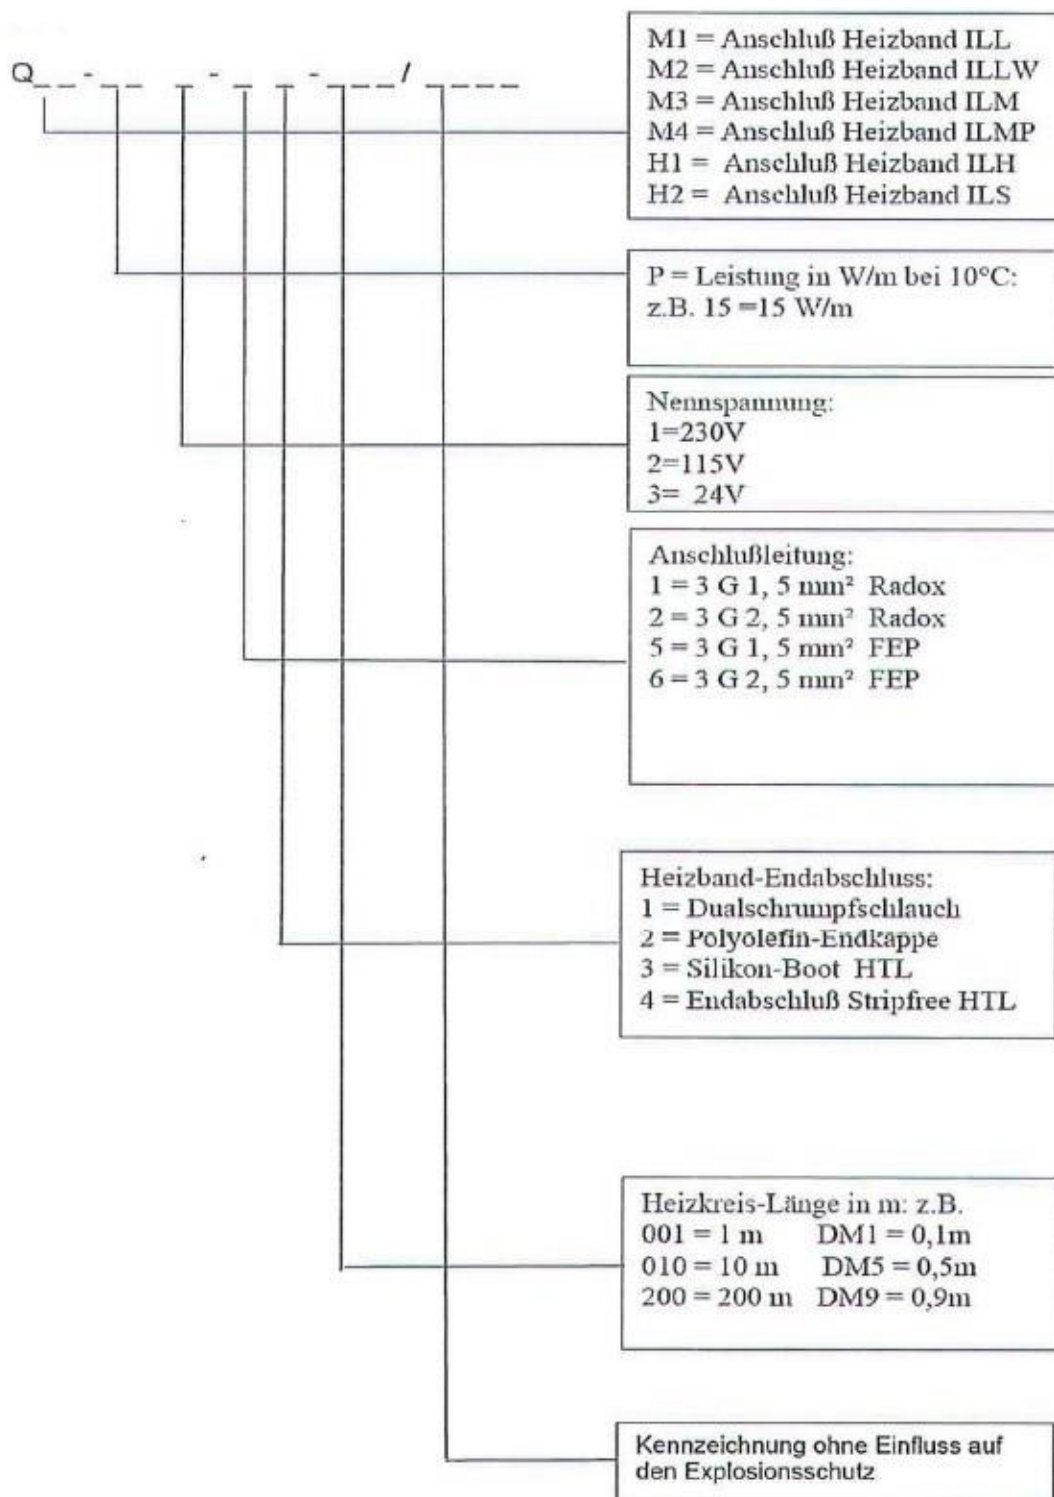 Q__-__ _-_ _-___/____
M1 = Anschluß Heizband ILL
M2 = Anschluß Heizband ILLW
M3 = Anschluß Heizband ILM
M4 = Anschluß Heizband ILMP
H1 = Anschluß Heizband ILH
H2 = Anschluß Heizband ILS
P = Leistung in W/m bei 10°C:
z.B. 15 =15 W/m
Nennspannung:
1=230V
2=115V
3= 24V
Anschlußleitung:
1 = 3 G 1, 5 mm² Radox
2 = 3 G 2, 5 mm² Radox
5 = 3 G 1, 5 mm² FEP
6 = 3 G 2, 5 mm² FEP
Heizband-Endabschluss:
1 = Dualschrumpfschlauch
2 = Polyolefin-Endkappe
3 = Silikon-Boot HTL
4 = Endabschluß Stripfree HTL
Heizkreis-Länge in m: z.B.
001 = 1 m DM1 = 0,1m
010 = 10 m DM5 = 0,5m
200 = 200 m DM9 = 0,9m
Kennzeichnung ohne Einfluss auf
den Explosionsschutz